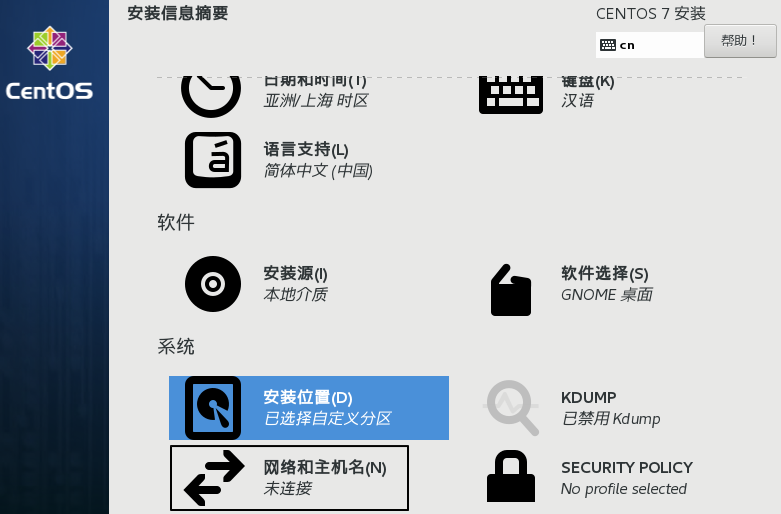 安装信息摘要
CENTOS 7 安装
cn
帮助！
CentOS
日期和时间(T)
亚洲/上海 时区
键盘(K)
汉语
á
语言支持(L)
简体中文 (中国)
软件
安装源(I)
本地介质
软件选择(S)
GNOME 桌面
系统
安装位置(D)
已选择自定义分区
KDUMP
已禁用 Kdump
网络和主机名(N)
未连接
SECURITY POLICY
No profile selected